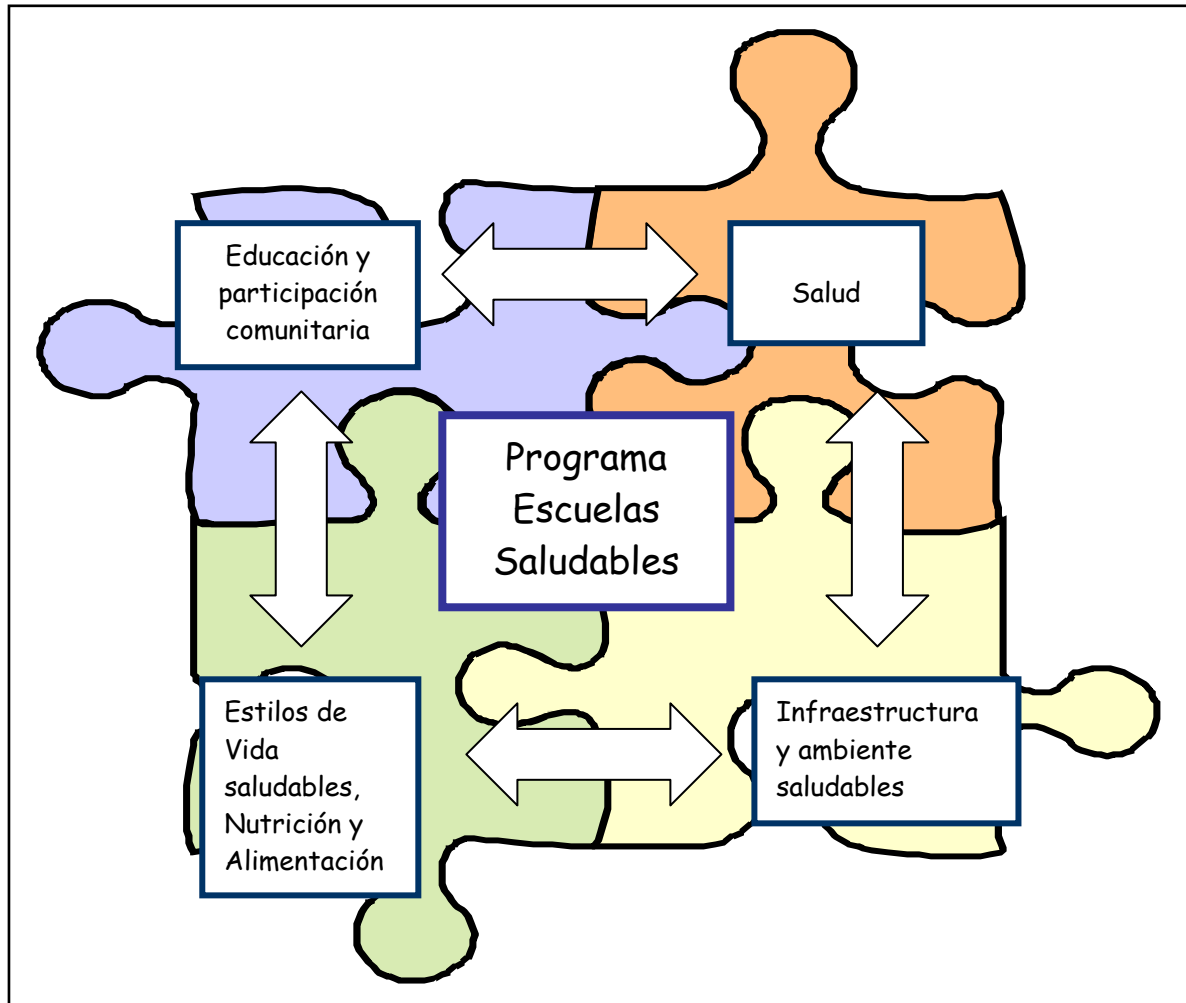 Educación y
participación
comunitaria
Salud
Programa
Escuelas
Saludables
Estilos de
Vida
saludables,
Nutrición y
Alimentación
Infraestructura
y ambiente
saludables